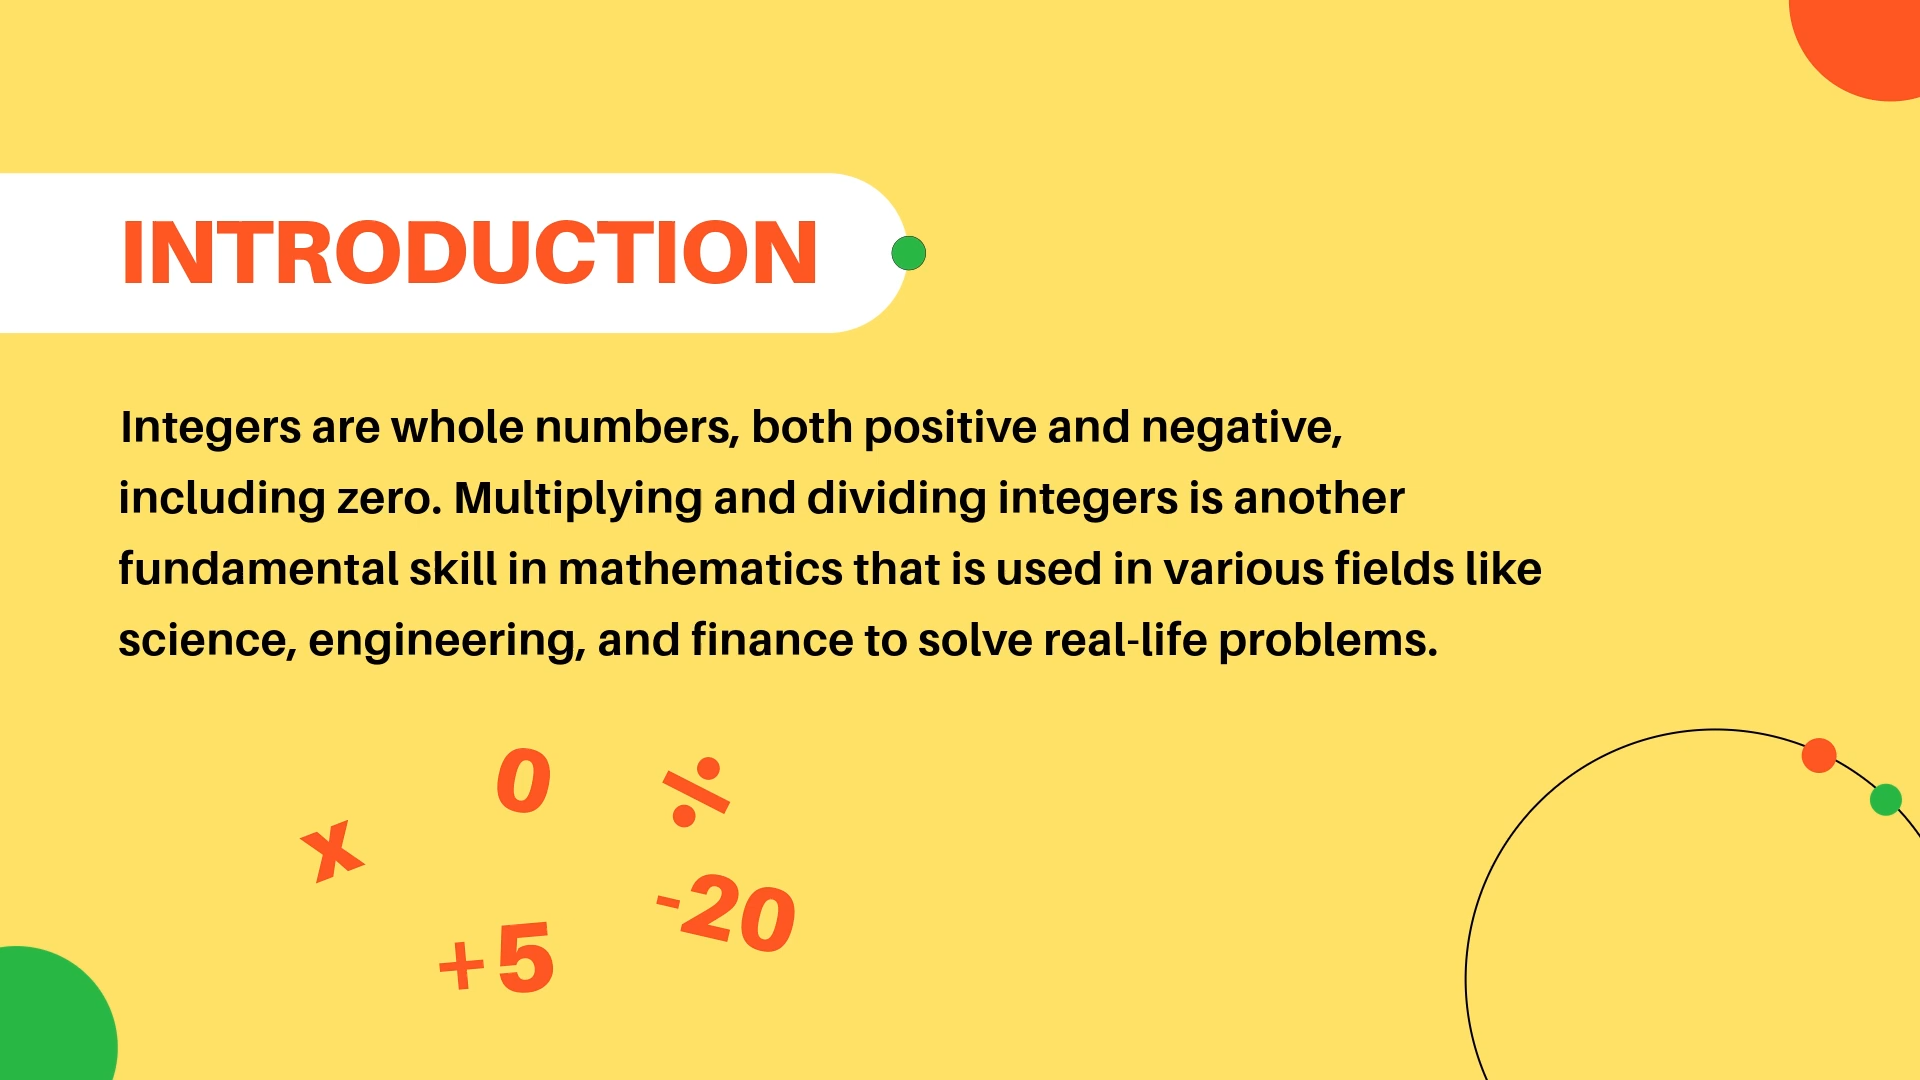 INTRODUCTION
Integers are whole numbers, both positive and negative,
including zero. Multiplying and dividing integers is another
fundamental skill in mathematics that is used in various fields like
science, engineering, and finance to solve real-life problems.
0
÷
x
-20
+5